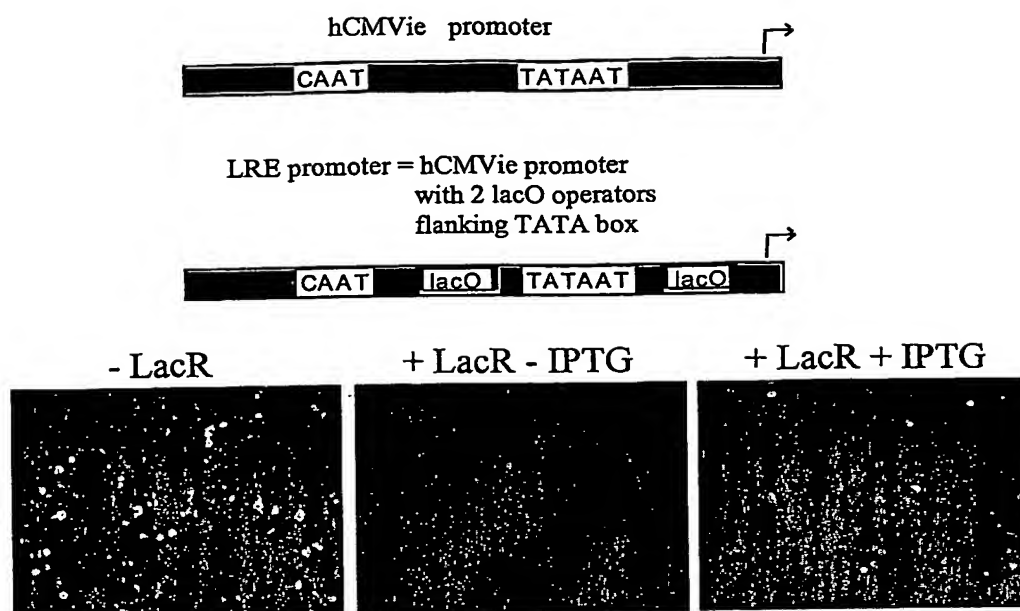 hCMVie promoter
CAAT TATAAT
LRE promoter = hCMVie promoter
with 2 lacO operators
flanking TATA box
CAAT lacO TATAAT lacO
- LacR + LacR - IPTG + LacR + IPTG